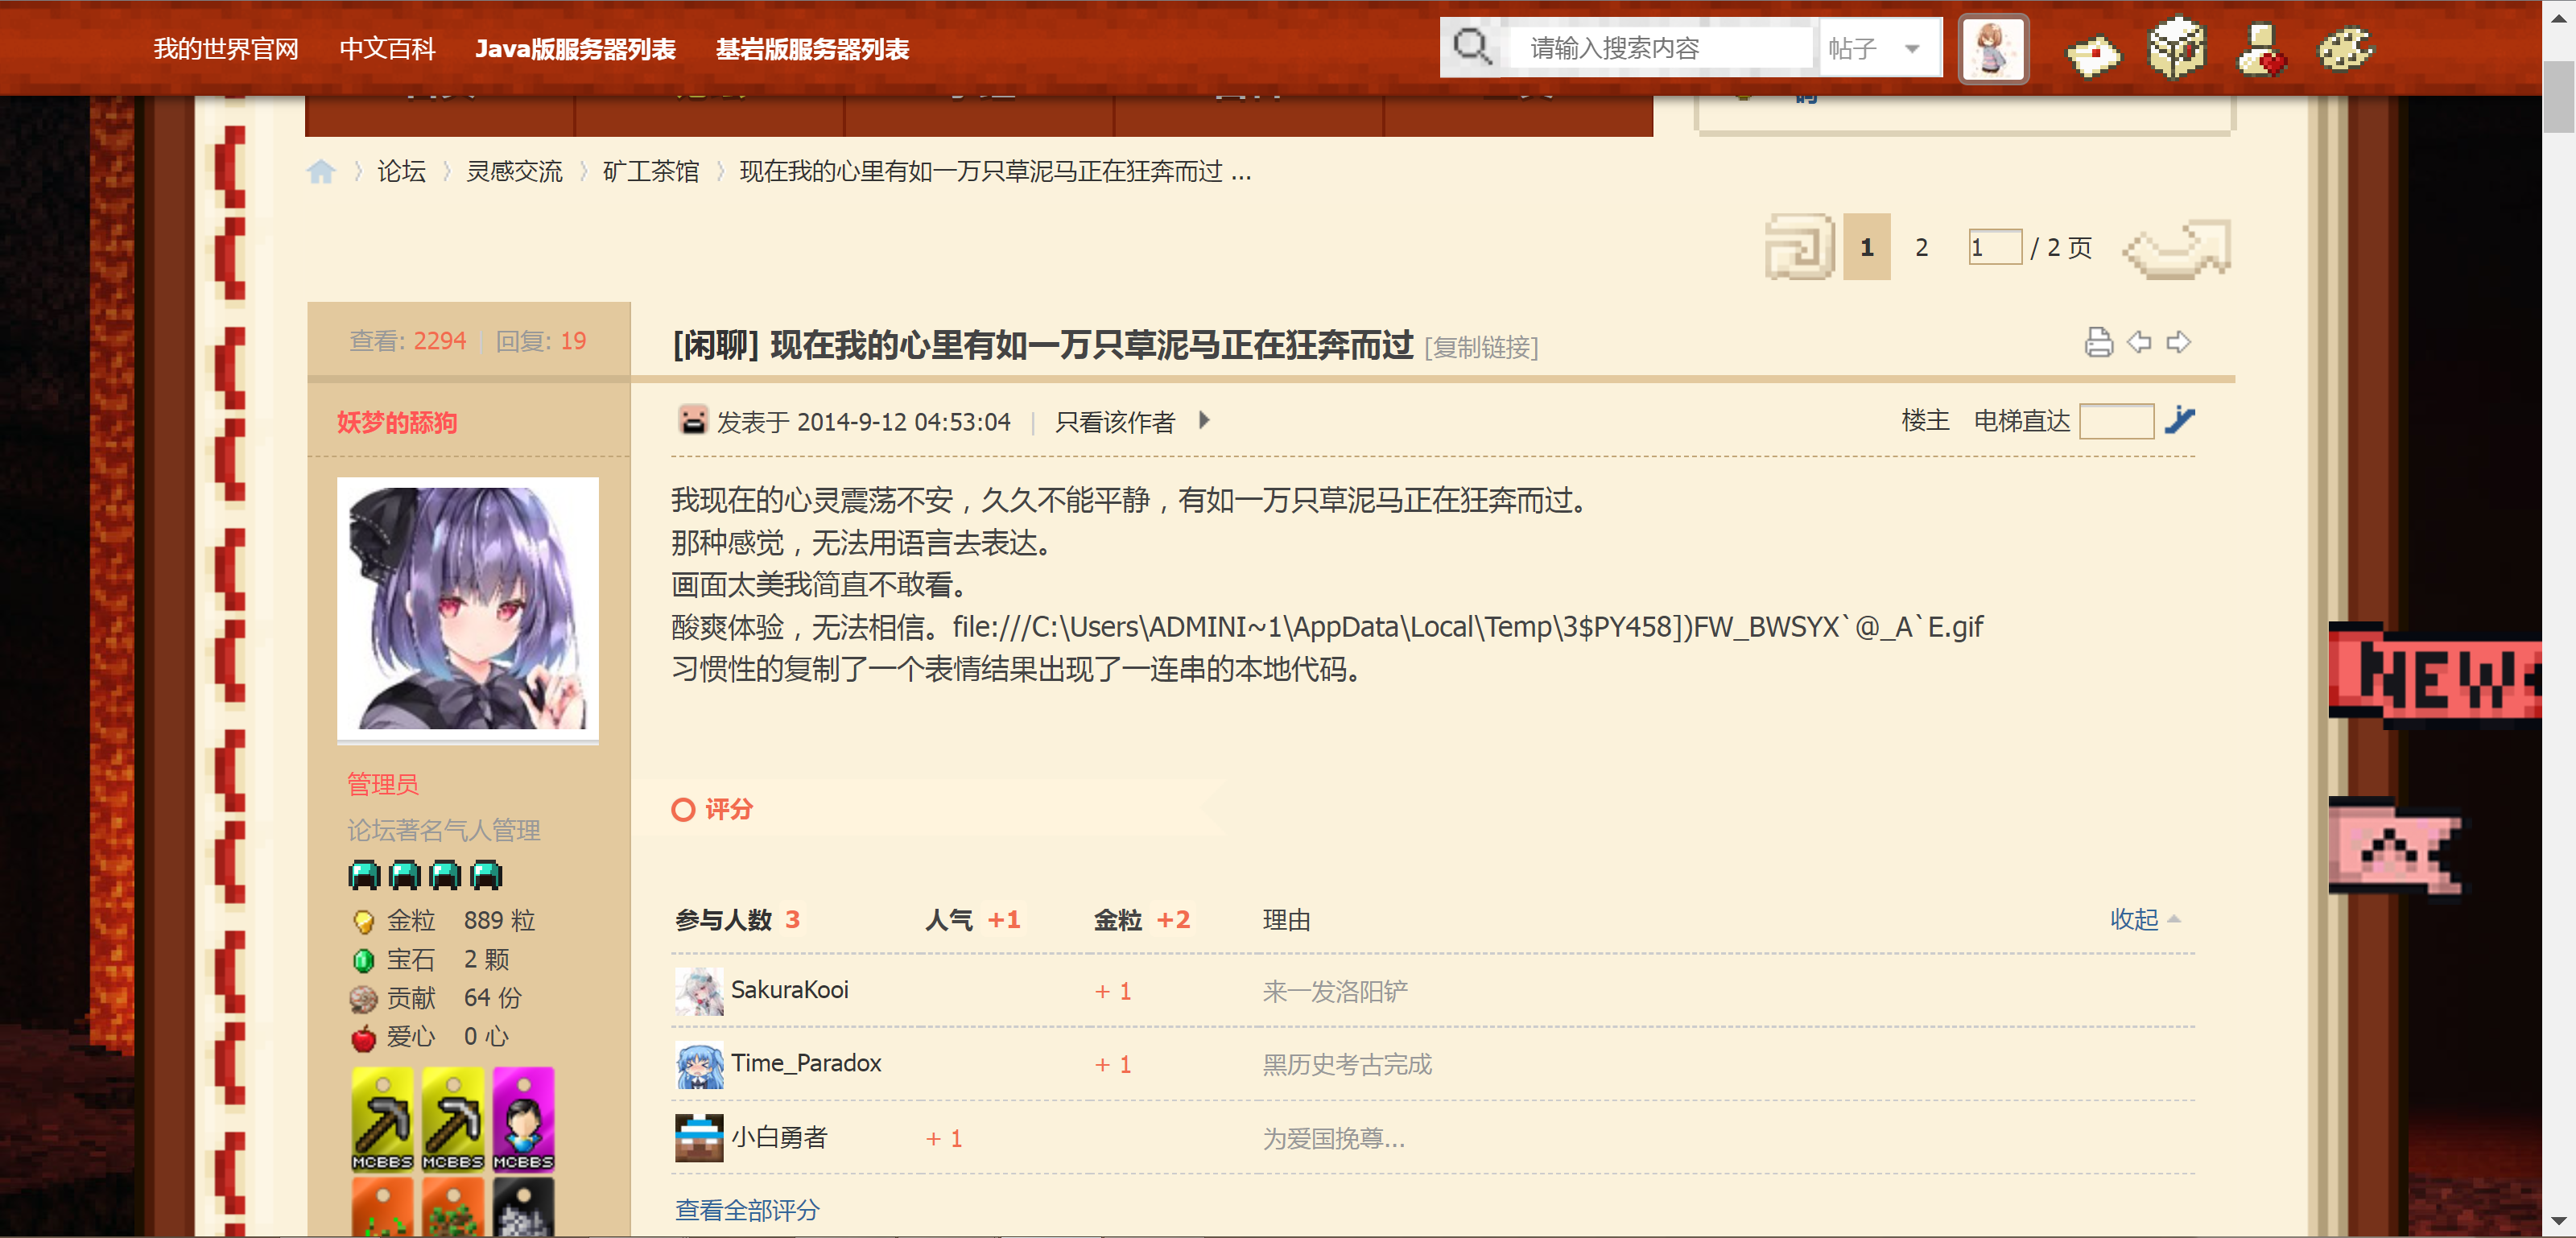 我的世界官网 中文百科 Java版服务器列表 基岩版服务器列表 请输入搜索内容 帖子
论坛 灵感交流 矿工茶馆 现在我的心里有如一万只草泥马正在狂奔而过 ...
1 2 1 / 2 页
查看: 2294 | 回复: 19
[闲聊] 现在我的心里有如一万只草泥马正在狂奔而过 [复制链接]
妖梦的舔狗
发表于 2014-9-12 04:53:04 | 只看该作者
楼主 电梯直达
我现在的心灵震荡不安，久久不能平静，有如一万只草泥马正在狂奔而过。
那种感觉，无法用语言去表达。
画面太美我简直不敢看。
酸爽体验，无法相信。file:///C:\Users\ADMINI~1\AppData\Local\Temp\3$PY458])FW_BWSYX`@_A`E.gif
习惯性的复制了一个表情结果出现了一连串的本地代码。
NEW
管理员
论坛著名气人管理
金粒 889 粒
宝石 2 颗
贡献 64 份
爱心 0 心
MCBBS MCBBS MCBBS
评分
参与人数 3 人气 +1 金粒 +2 理由 收起
SakuraKooi + 1 来一发洛阳铲
Time_Paradox + 1 黑历史考古完成
小白勇者 + 1 为爱国挽尊...
查看全部评分